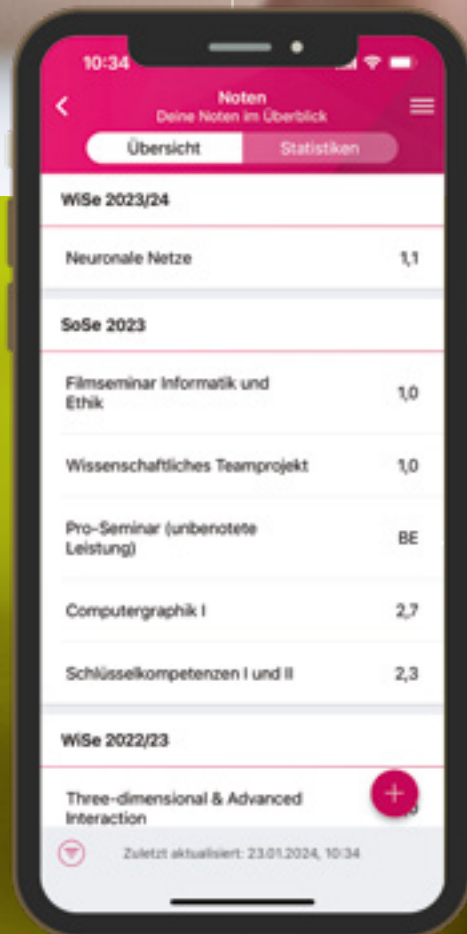 10:34
Noten
Deine Noten im Überblick
Übersicht Statistiken
WiSe 2023/24
Neuronale Netze 1,1
SoSe 2023
Filmseminar Informatik und
Ethik 1,0
Wissenschaftliches Teamprojekt 1,0
Pro-Seminar (unbenotete
Leistung) BE
Computergraphik I 2,7
Schlüsselkompetenzen I und II 2,3
WiSe 2022/23
Three-dimensional & Advanced
Interaction
Zuletzt aktualisiert: 23.01.2024, 10:34